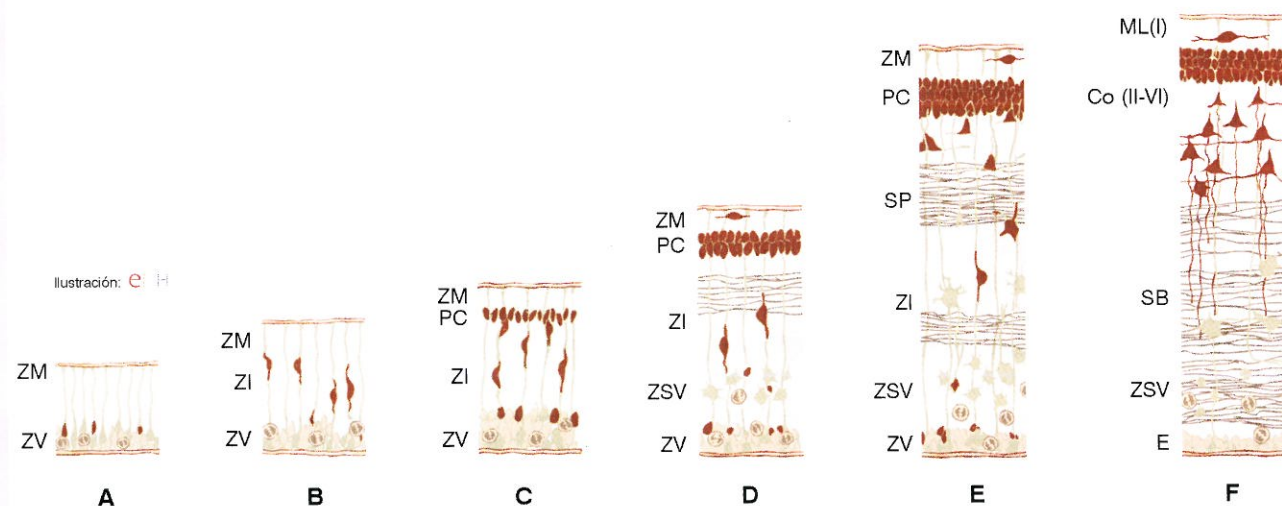 Ilustración: e H
ZM
ZV
A
ZM
ZI
ZV
B
ZM
PC
ZI
ZV
C
ZM
PC
ZI
ZSV
ZV
D
ZM
PC
SP
ZI
ZSV
ZV
E
ML(I)
Co (II-VI)
SB
ZSV
E
F